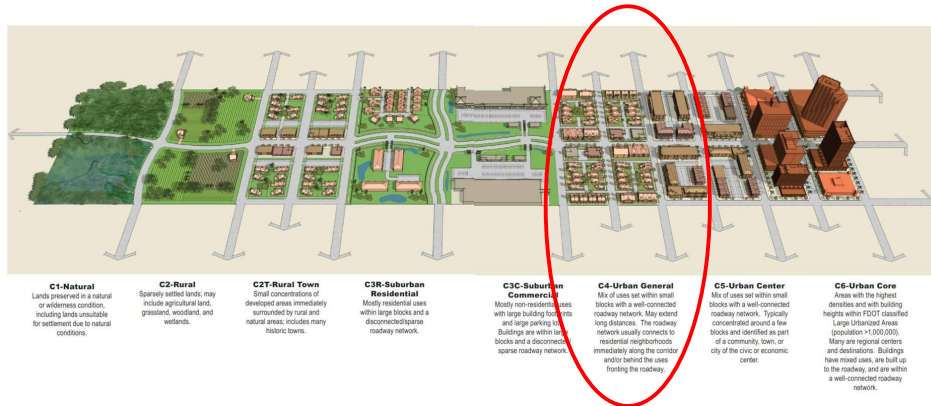 C1-Natural
Lands preserved in a natural
or wilderness condition,
including lands unsuitable
for settlement due to natural
conditions.
C2-Rural
Sparsely settled lands; may
include agricultural land,
grassland, woodland, and
wetlands.
C2T-Rural Town
Small concentrations of
developed areas immediately
surrounded by rural and
natural areas; includes many
historic towns.
C3R-Suburban
Residential
Mostly residential uses
within large blocks and a
disconnected/sparse
roadway network.
C3C-Suburban
Commercial
Mostly non-residential uses
with large building footprints
and large parking lots.
Buildings are within large
blocks and a disconnected/
sparse roadway network.
C4-Urban General
Mix of uses set within small
blocks with a well-connected
roadway network. May extend
long distances. The roadway
network usually connects to
residential neighborhoods
immediately along the corridor
and/or behind the uses
fronting the roadway.
C5-Urban Center
Mix of uses set within small
blocks with a well-connected
roadway network. Typically
concentrated around a few
blocks and identified as part
of a community, town, or
city of the civic or economic
center.
C6-Urban Core
Areas with the highest
densities and with building
heights within FDOT classified
Large Urbanized Areas
(population >1,000,000).
Many are regional centers
and destinations. Buildings
have mixed uses, are built up
to the roadway, and are within
a well-connected roadway
network.